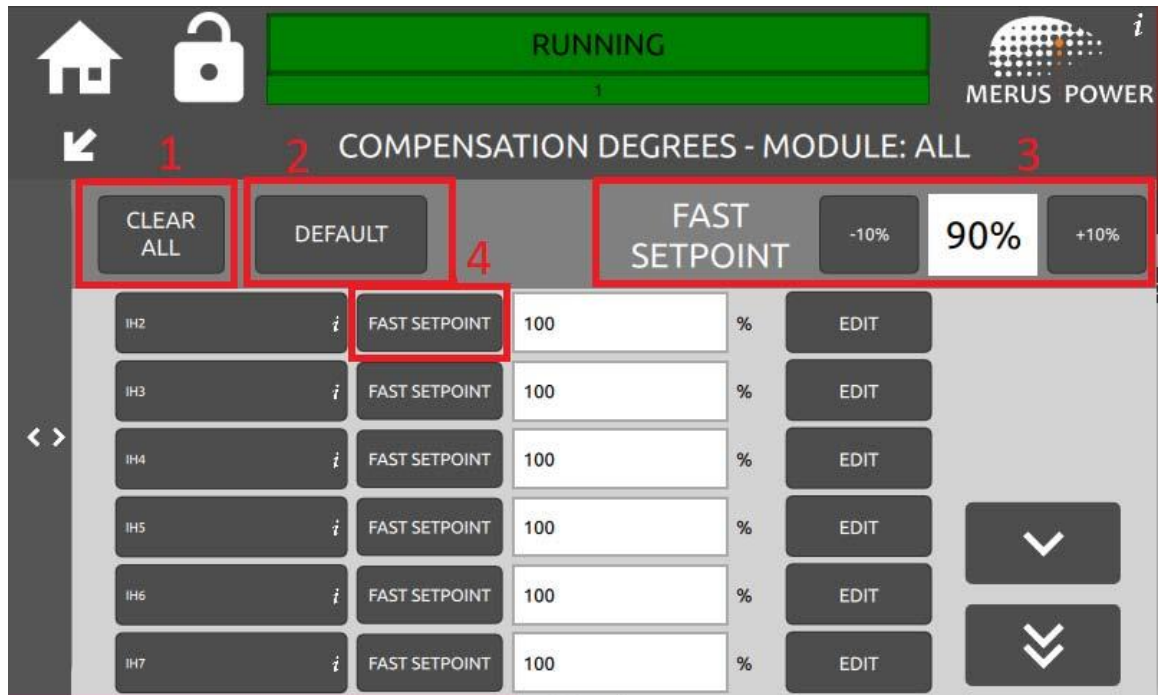 RUNNING
i
1
MERUS POWER
COMPENSATION DEGREES - MODULE: ALL
1
2
3
CLEAR
ALL
DEFAULT
4
FAST
SETPOINT
-10%
90%
+10%
IH2 i FAST SETPOINT 100 % EDIT
IH3 i FAST SETPOINT 100 % EDIT
IH4 i FAST SETPOINT 100 % EDIT
IH5 i FAST SETPOINT 100 % EDIT
IH6 i FAST SETPOINT 100 % EDIT
IH7 i FAST SETPOINT 100 % EDIT